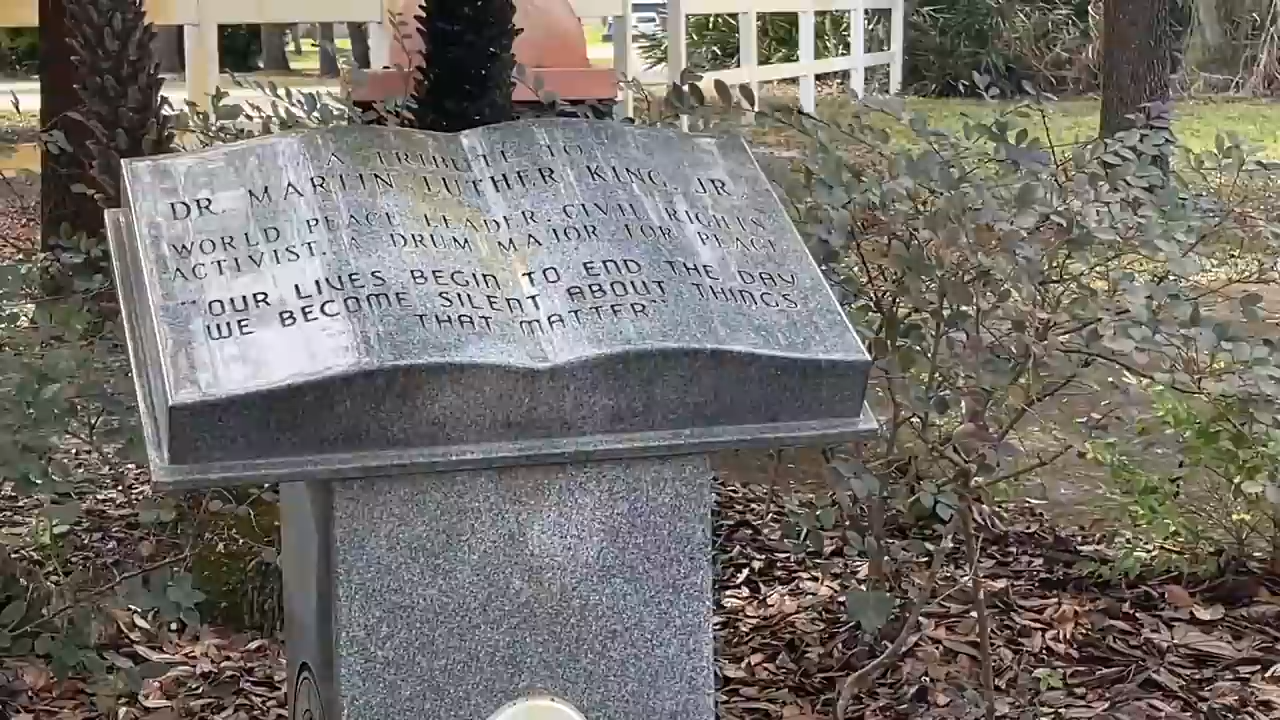 A TRIBUTE TO
DR. MARTIN LUTHER KING, JR.
WORLD PEACE LEADER, CIVIL RIGHTS
ACTIVIST, A DRUM MAJOR FOR PEACE
"OUR LIVES BEGIN TO END THE DAY
WE BECOME SILENT ABOUT THINGS
THAT MATTER"